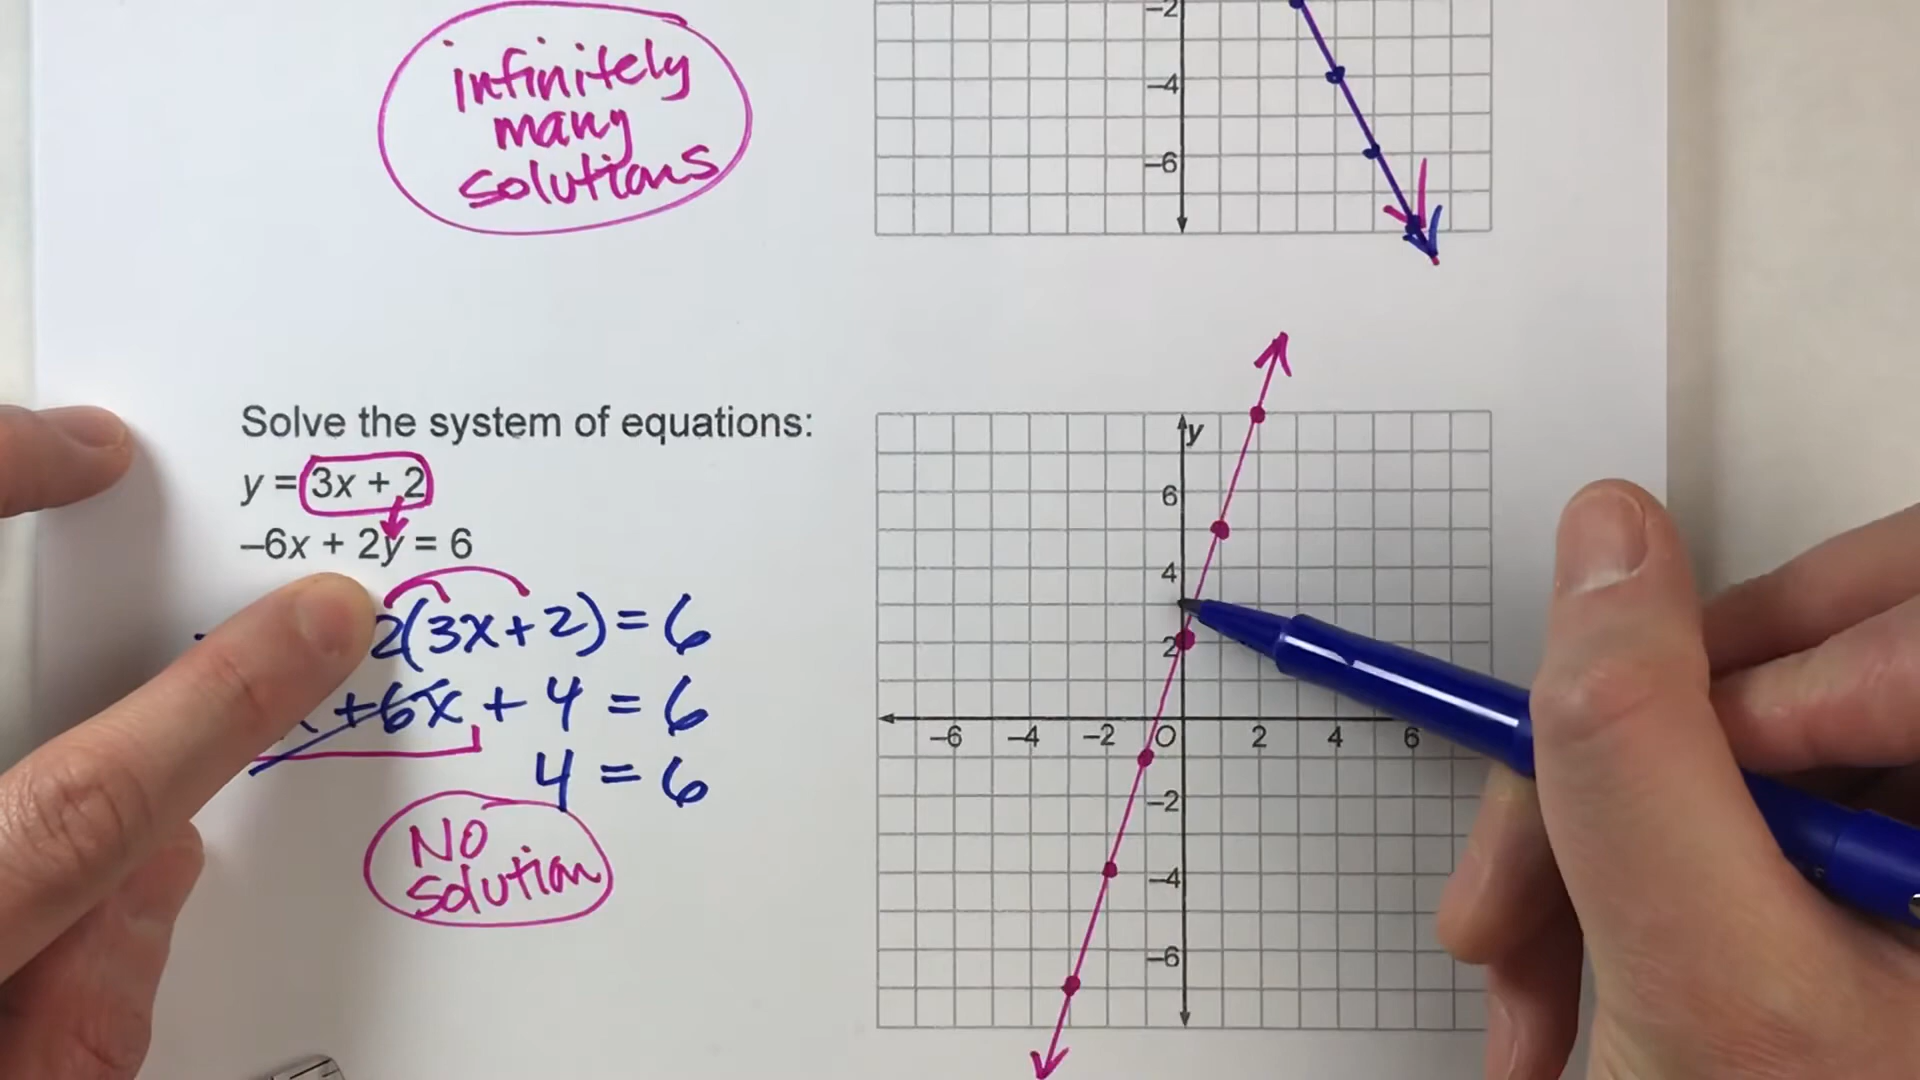 infinitely
many
solutions
–2
–4
–6
Solve the system of equations:
y = 3x + 2
–6x + 2y = 6
2(3x+2) = 6
+6x + 4 = 6
4 = 6
No
solution
y
6
4
2
–6 –4 –2 O 2 4 6
–2
–4
–6